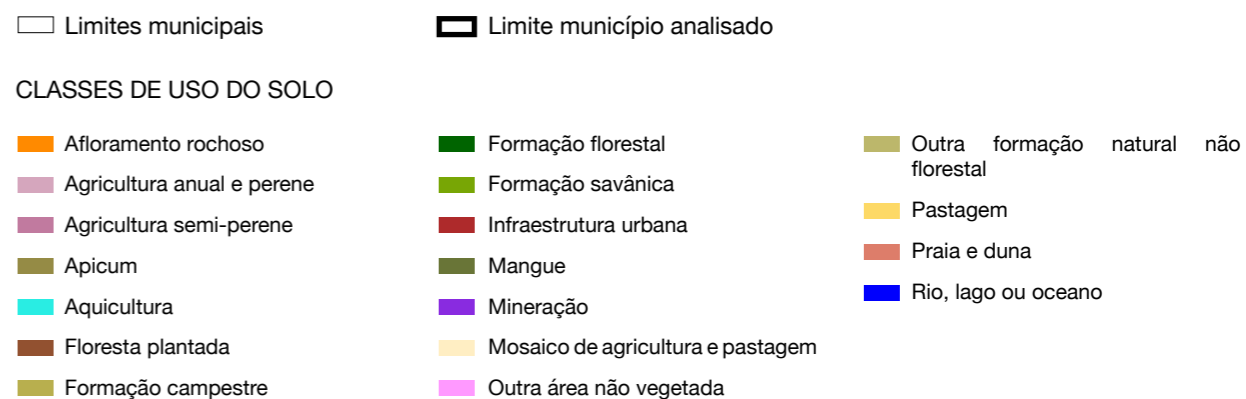 Limites municipais
Limite município analisado
CLASSES DE USO DO SOLO
Afloramento rochoso
Agricultura anual e perene
Agricultura semi-perene
Apicum
Aquicultura
Floresta plantada
Formação campestre
Formação florestal
Formação savânica
Infraestrutura urbana
Mangue
Mineração
Mosaico de agricultura e pastagem
Outra área não vegetada
Outra formação natural não
florestal
Pastagem
Praia e duna
Rio, lago ou oceano